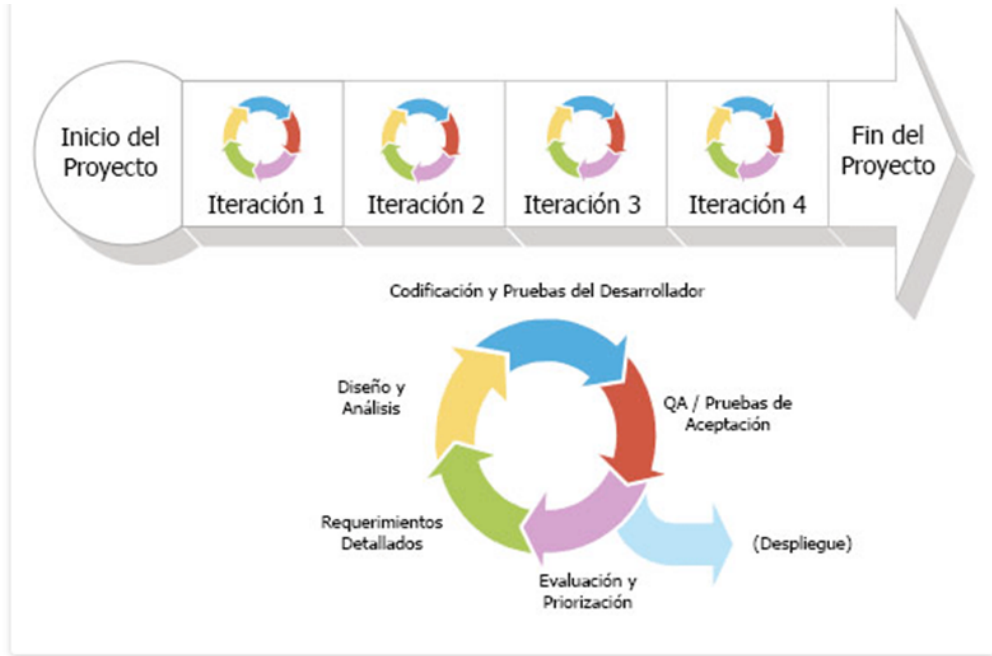 Inicio del
Proyecto
Iteración 1
Iteración 2
Iteración 3
Iteración 4
Fin del
Proyecto
Codificación y Pruebas del Desarrollador
Diseño y
Análisis
QA / Pruebas de
Aceptación
Requerimientos
Detallados
(Despliegue)
Evaluación y
Priorización